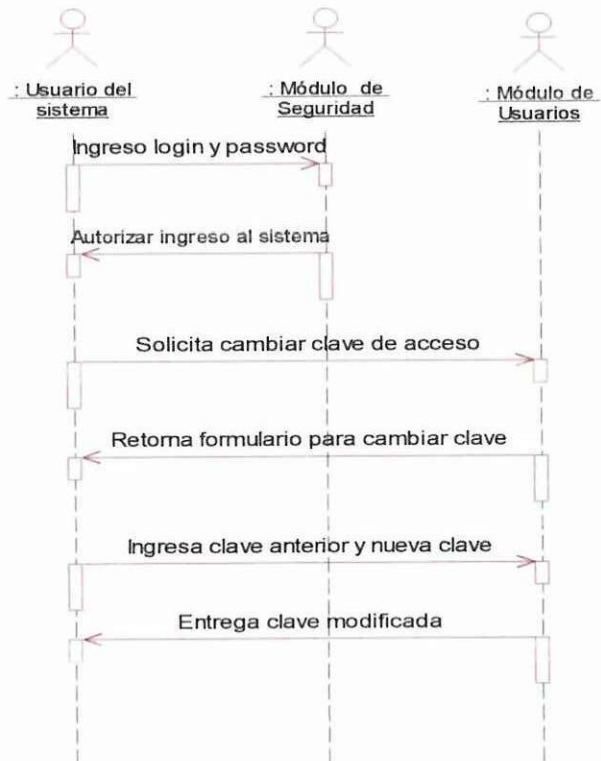 : Usuario del
sistema
: Módulo de
Seguridad
: Módulo de
Usuarios
Ingreso login y password
Autorizar ingreso al sistema
Solicita cambiar clave de acceso
Retorna formulario para cambiar clave
Ingresa clave anterior y nueva clave
Entrega clave modificada